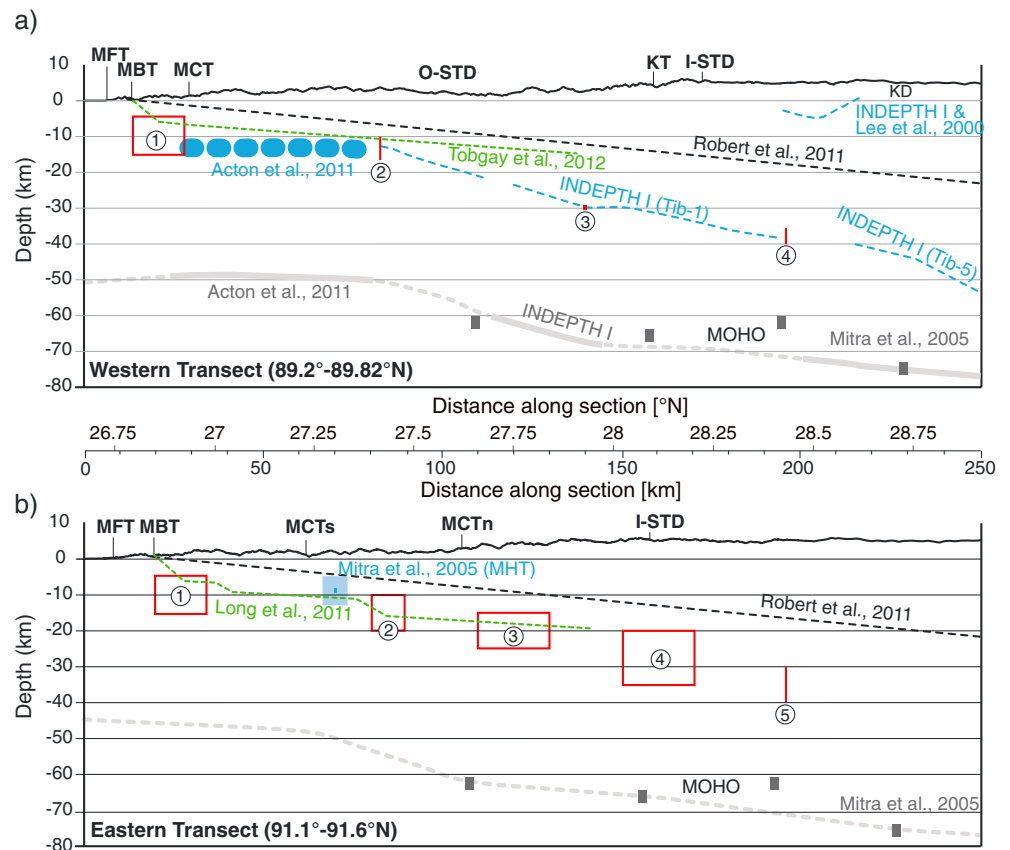 a)
MFT
MBT
MCT
O-STD
KT
I-STD
10
0
-10
-20
-30
-40
-50
-60
-70
-80
Depth (km)
KD
INDEPTH I &
Lee et al., 2000
Robert et al., 2011
Tobgay et al., 2012
Acton et al., 2011
1
2
3
4
INDEPTH I (Tib-1)
INDEPTH I (Tib-5)
Acton et al., 2011
INDEPTH I
MOHO
Mitra et al., 2005
Western Transect (89.2°-89.82°N)
Distance along section [°N]
26.75 27 27.25 27.5 27.75 28 28.25 28.5 28.75
0 50 100 150 200 250
Distance along section [km]
b)
MFT
MBT
MCTs
MCTn
I-STD
10
0
-10
-20
-30
-40
-50
-60
-70
-80
Depth (km)
Mitra et al., 2005 (MHT)
Robert et al., 2011
Long et al., 2011
1
2
3
4
5
MOHO
Mitra et al., 2005
Eastern Transect (91.1°-91.6°N)